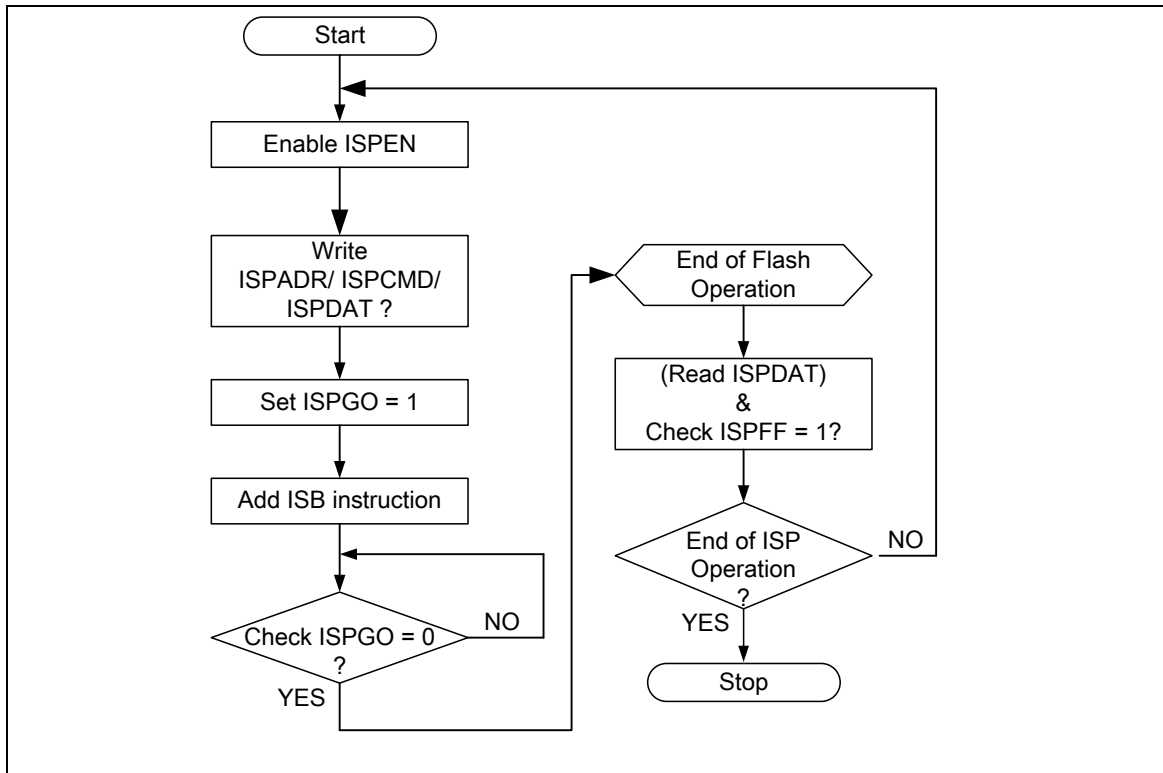 Start
Enable ISPEN
Write
ISPADR/ ISPCMD/
ISPDAT ?
Set ISPGO = 1
Add ISB instruction
Check ISPGO = 0
?
NO
YES
End of Flash
Operation
(Read ISPDAT)
&
Check ISPFF = 1?
End of ISP
Operation
?
NO
YES
Stop